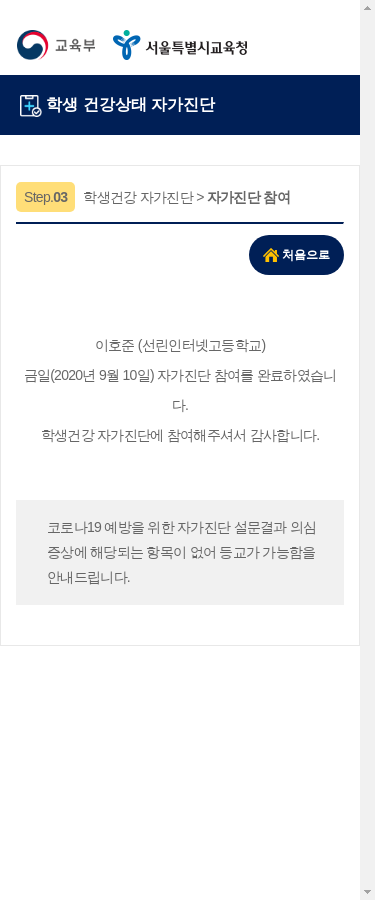 교육부 서울특별시교육청
학생 건강상태 자가진단
Step.03 학생건강 자가진단 > 자가진단 참여
처음으로
이호준 (선린인터넷고등학교)
금일(2020년 9월 10일) 자가진단 참여를 완료하였습니
다.
학생건강 자가진단에 참여해주셔서 감사합니다.
코로나19 예방을 위한 자가진단 설문결과 의심
증상에 해당되는 항목이 없어 등교가 가능함을
안내드립니다.